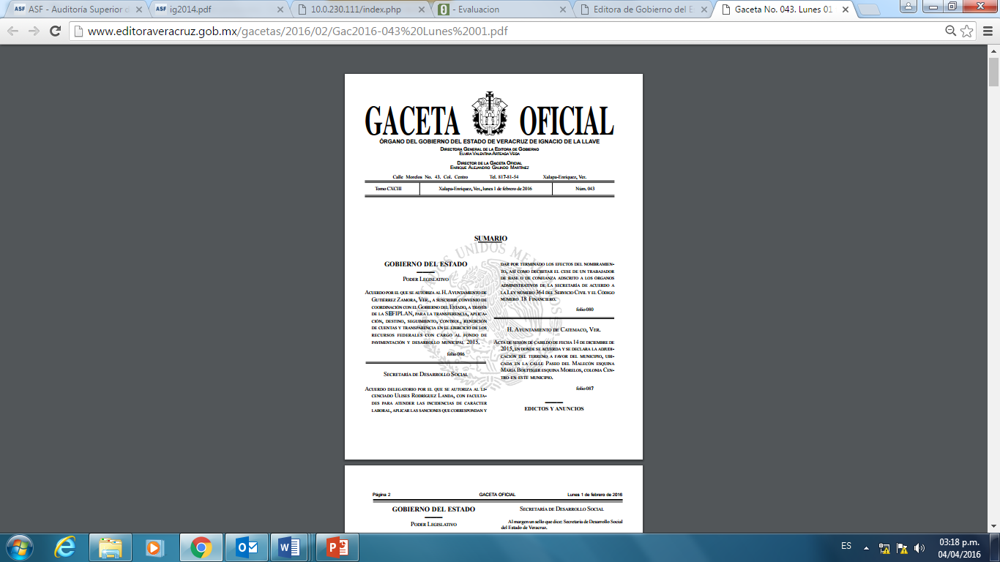 ASF - Auditoría Superior d
ig2014.pdf
10.0.230.111/index.php
- Evaluacion
Editora de Gobierno del E
Gaceta No. 043. Lunes 01
www.editoraveracruz.gob.mx/gacetas/2016/02/Gac2016-043%20Lunes%2001.pdf
GACETA OFICIAL
ÓRGANO DEL GOBIERNO DEL ESTADO DE VERACRUZ DE IGNACIO DE LA LLAVE
DIRECTORA GENERAL DE LA EDITORA DE GOBIERNO
ELVIRA VALENTINA ARTEAGA VEGA
DIRECTOR DE LA GACETA OFICIAL
ENRIQUE ALEJANDRO GALINDO MARTÍNEZ
Calle Morelos No. 43. Col. Centro Tel. 817-81-54 Xalapa-Enríquez, Ver.
Tomo CXCIII Xalapa-Enríquez, Ver., lunes 1 de febrero de 2016 Núm. 043
SUMARIO
GOBIERNO DEL ESTADO
PODER LEGISLATIVO
ACUERDO POR EL QUE SE AUTORIZA AL H. AYUNTAMIENTO DE
GUTIÉRREZ ZAMORA, VER., A SUSCRIBIR CONVENIO DE
COORDINACIÓN CON EL GOBIERNO DEL ESTADO, A TRAVÉS
DE LA SEFIPLAN, PARA LA TRANSFERENCIA, APLICA-
CIÓN, DESTINO, SEGUIMIENTO, CONTROL, RENDICIÓN
DE CUENTAS Y TRANSPARENCIA EN EL EJERCICIO DE LOS
RECURSOS FEDERALES CON CARGO AL FONDO DE
PAVIMENTACIÓN Y DESARROLLO MUNICIPAL 2015.
folio 086
SECRETARÍA DE DESARROLLO SOCIAL
ACUERDO DELEGATORIO POR EL QUE SE AUTORIZA AL LI-
CENCIADO ULISES RODRÍGUEZ LANDA, CON FACULTA-
DES PARA ATENDER LAS INCIDENCIAS DE CARÁCTER
LABORAL, APLICAR LAS SANCIONES QUE CORRESPONDAN Y
DAR POR TERMINADO LOS EFECTOS DEL NOMBRAMIEN-
TO, ASÍ COMO DECRETAR EL CESE DE UN TRABAJADOR
DE BASE O DE CONFIANZA ADSCRITO A LOS ÓRGANOS
ADMINISTRATIVOS DE LA SECRETARÍA DE ACUERDO A
LA LEY NÚMERO 364 DEL SERVICIO CIVIL Y EL CÓDIGO
NÚMERO 18 FINANCIERO.
folio 080
H. AYUNTAMIENTO DE CATEMACO, VER.
ACTA DE SESIÓN DE CABILDO DE FECHA 14 DE DICIEMBRE DE
2015, EN DONDE SE ACUERDA Y SE DECLARA LA ADJUDI-
CACIÓN DEL TERRENO A FAVOR DEL MUNICIPIO, UBI-
CADA EN LA CALLE PASEO DEL MALECÓN ESQUINA
MARÍA BOETTIGER ESQUINA MORELOS, COLONIA CEN-
TRO EN ESTE MUNICIPIO.
folio 087
EDICTOS Y ANUNCIOS
Página 2 GACETA OFICIAL Lunes 1 de febrero de 2016
GOBIERNO DEL ESTADO
PODER LEGISLATIVO
SECRETARÍA DE DESARROLLO SOCIAL
Al margen un sello que dice: Secretaría de Desarrollo Social
del Estado de Veracruz.
ES
03:18 p.m.
04/04/2016